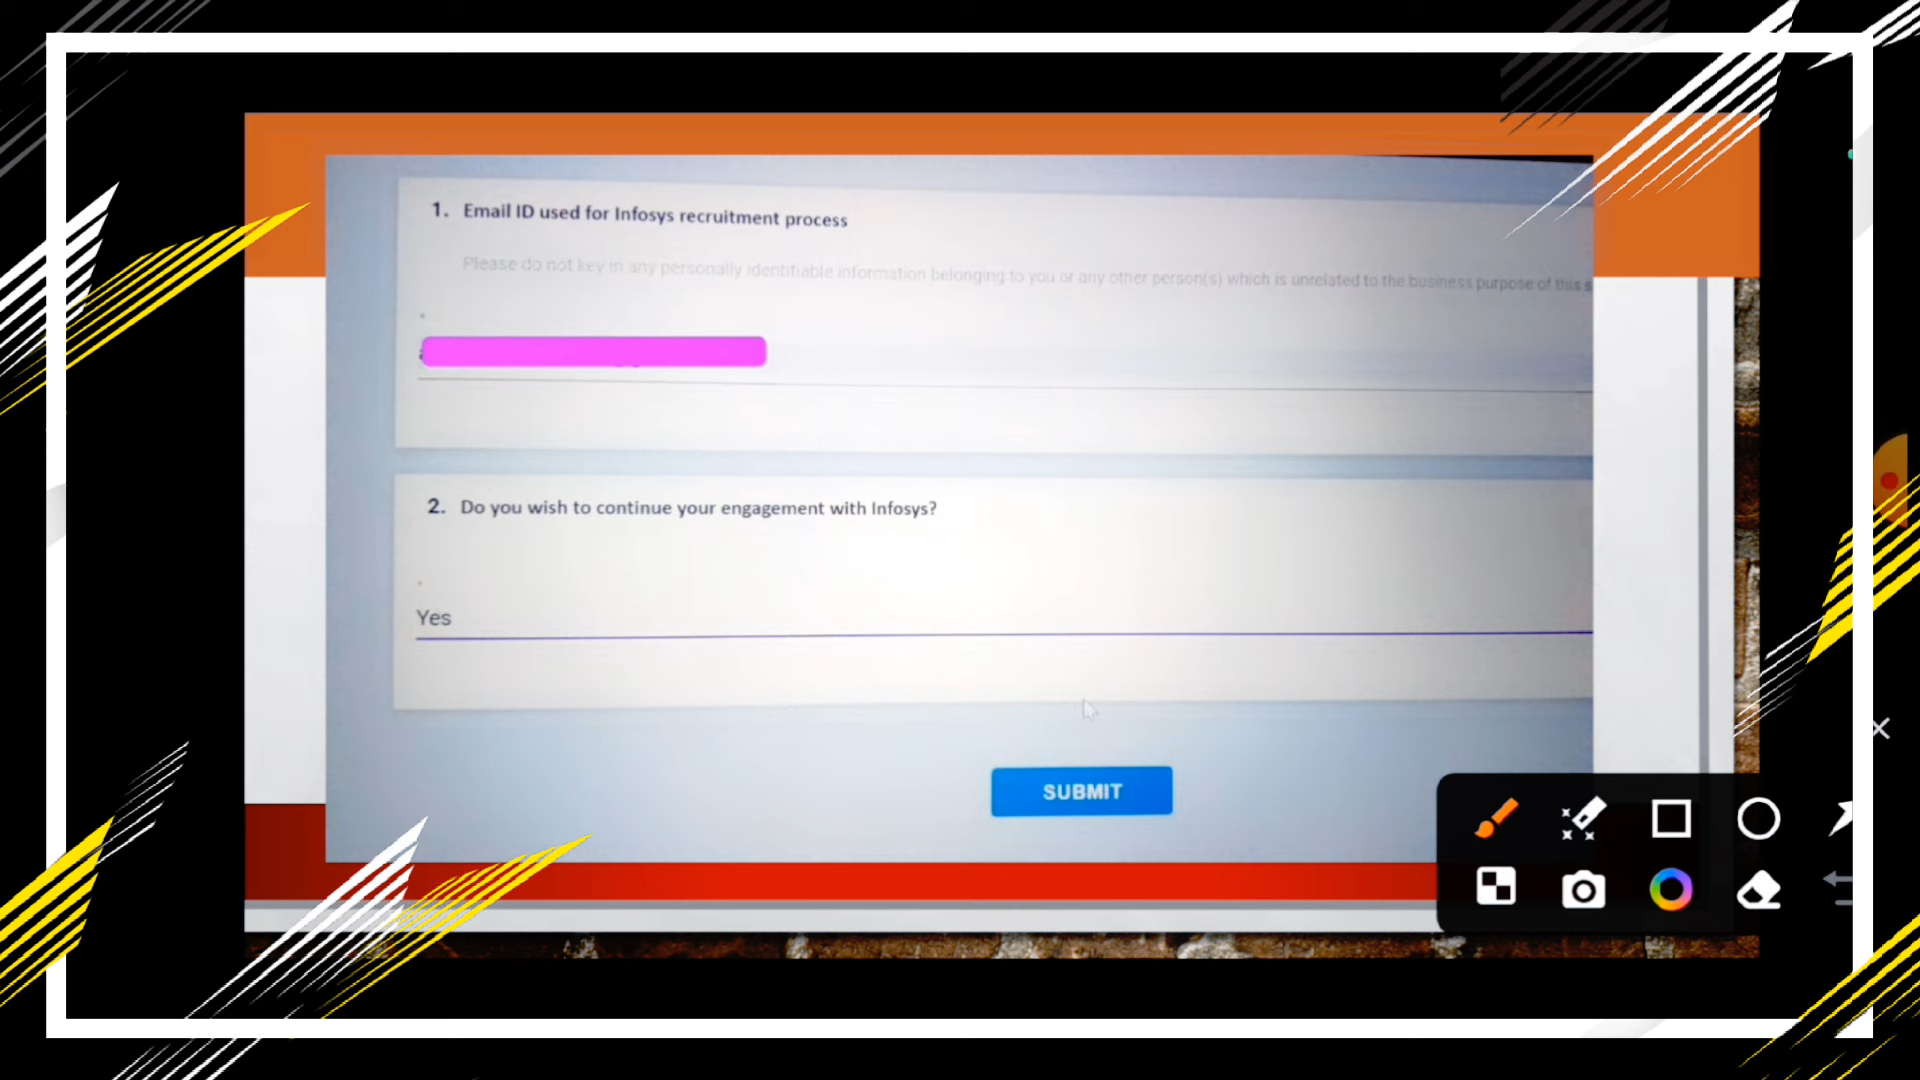 1. Email ID used for Infosys recruitment process
Please do not key in any personally identifiable information belonging to you or any other person(s) which is unrelated to the business purpose of this s
2. Do you wish to continue your engagement with Infosys?
Yes
SUBMIT